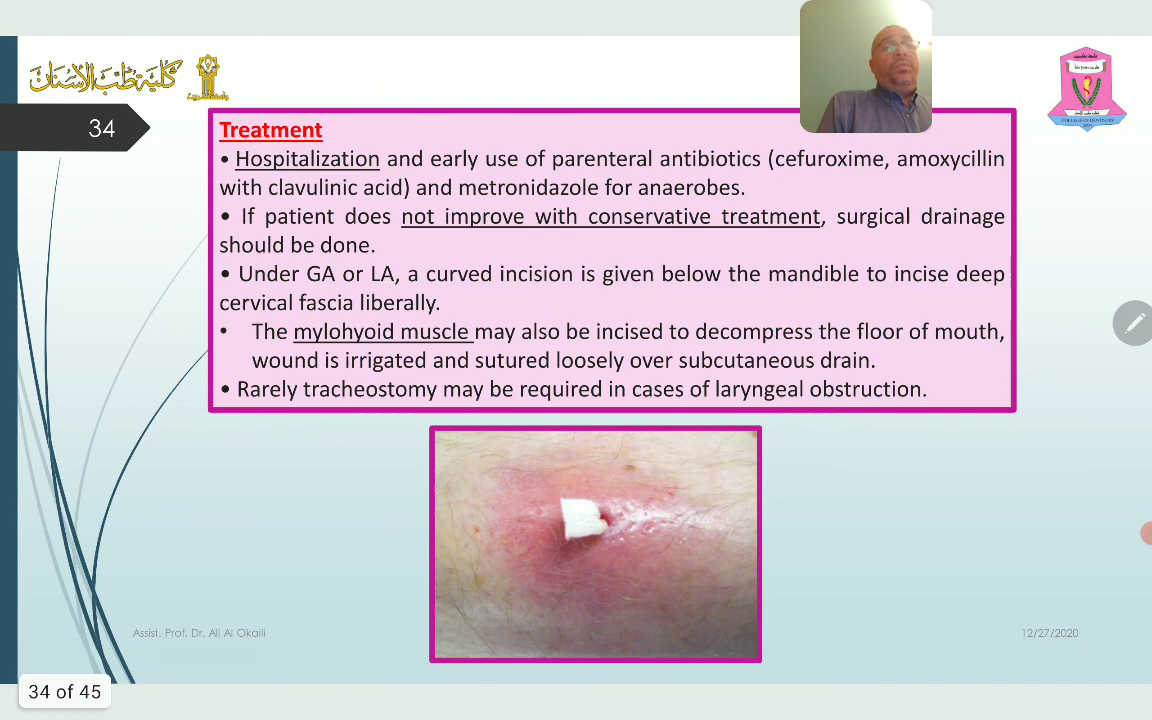 كلية طب الأسنان
34
Treatment
• Hospitalization and early use of parenteral antibiotics (cefuroxime, amoxycillin
with clavulinic acid) and metronidazole for anaerobes.
• If patient does not improve with conservative treatment, surgical drainage
should be done.
• Under GA or LA, a curved incision is given below the mandible to incise deep
cervical fascia liberally.
• The mylohyoid muscle may also be incised to decompress the floor of mouth,
wound is irrigated and sutured loosely over subcutaneous drain.
• Rarely tracheostomy may be required in cases of laryngeal obstruction.
Assist. Prof. Dr. Ali Al Okaili
12/27/2020
34 of 45
COLLEGE OF DENTISTRY